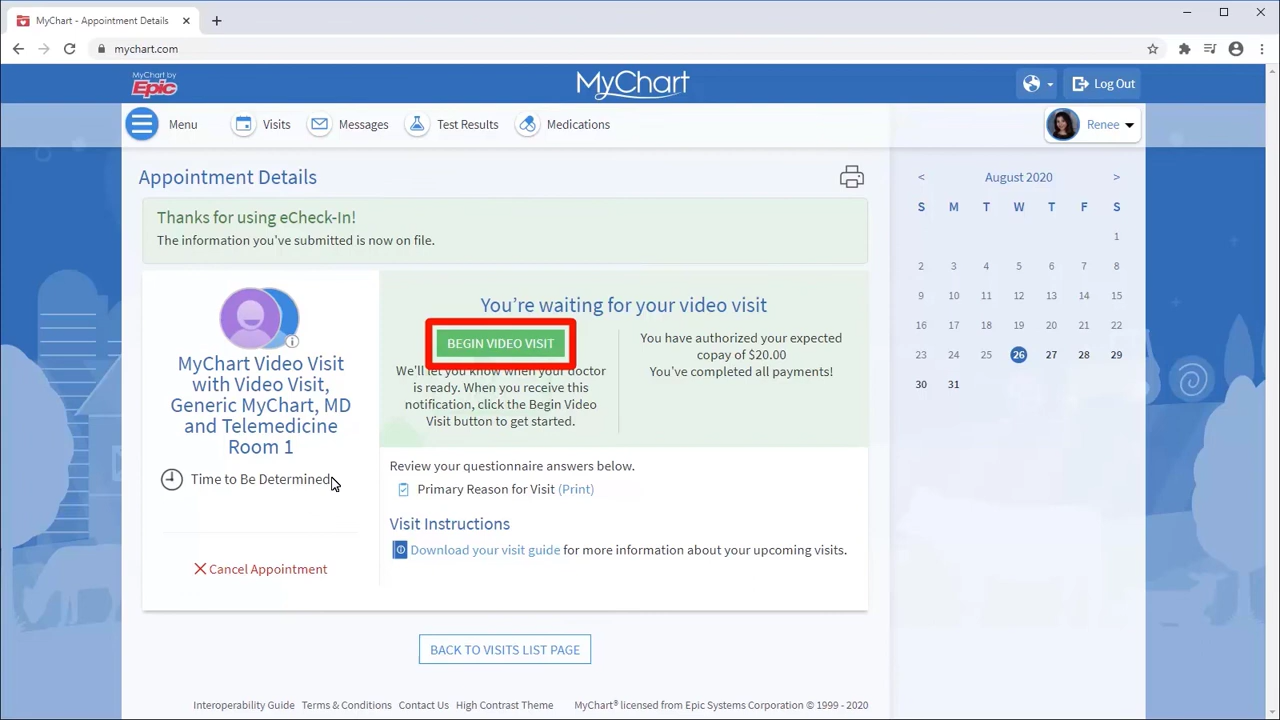 MyChart - Appointment Details
mychart.com
MyChart by
Epic
MyChart
Log Out
Menu
Visits
Messages
Test Results
Medications
Renee
Appointment Details
Thanks for using eCheck-In!
The information you've submitted is now on file.
MyChart Video Visit
with Video Visit,
Generic MyChart, MD
and Telemedicine
Room 1
Time to Be Determined
Cancel Appointment
You're waiting for your video visit
BEGIN VIDEO VISIT
We'll let you know when your doctor
is ready. When you receive this
notification, click the Begin Video
Visit button to get started.
You have authorized your expected
copay of $20.00
You've completed all payments!
Review your questionnaire answers below.
Primary Reason for Visit (Print)
Visit Instructions
Download your visit guide for more information about your upcoming visits.
BACK TO VISITS LIST PAGE
< August 2020 >
S M T W T F S
1
2 3 4 5 6 7 8
9 10 11 12 13 14 15
16 17 18 19 20 21 22
23 24 25 26 27 28 29
30 31
Interoperability Guide Terms & Conditions Contact Us High Contrast Theme MyChart® licensed from Epic Systems Corporation © 1999 - 2020